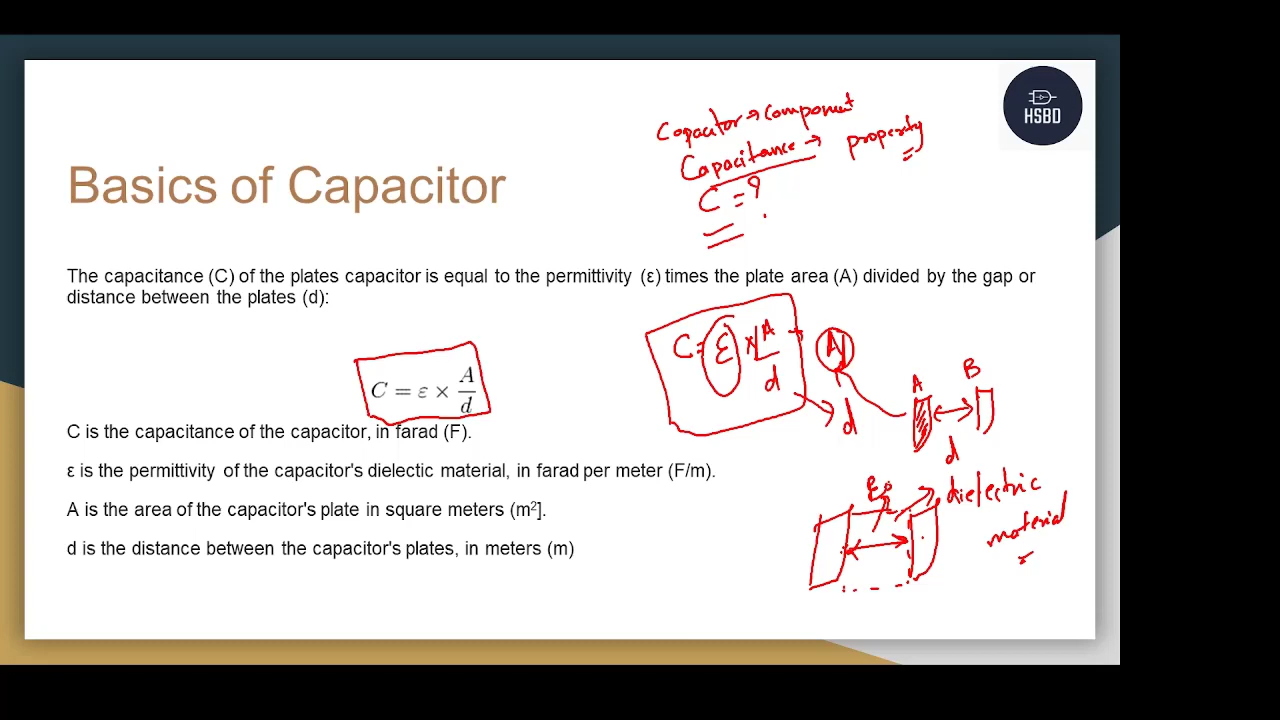 HSBD
Capacitor → component
Capacitance → property
C = ?
Basics of Capacitor
The capacitance (C) of the plates capacitor is equal to the permittivity (ε) times the plate area (A) divided by the gap or
distance between the plates (d):
C = ε × A/d
C = ε × A/d
A
d
A
B
d
C is the capacitance of the capacitor, in farad (F).
ε is the permittivity of the capacitor's dielectic material, in farad per meter (F/m).
dielectric
material
A is the area of the capacitor's plate in square meters (m²].
d is the distance between the capacitor's plates, in meters (m)